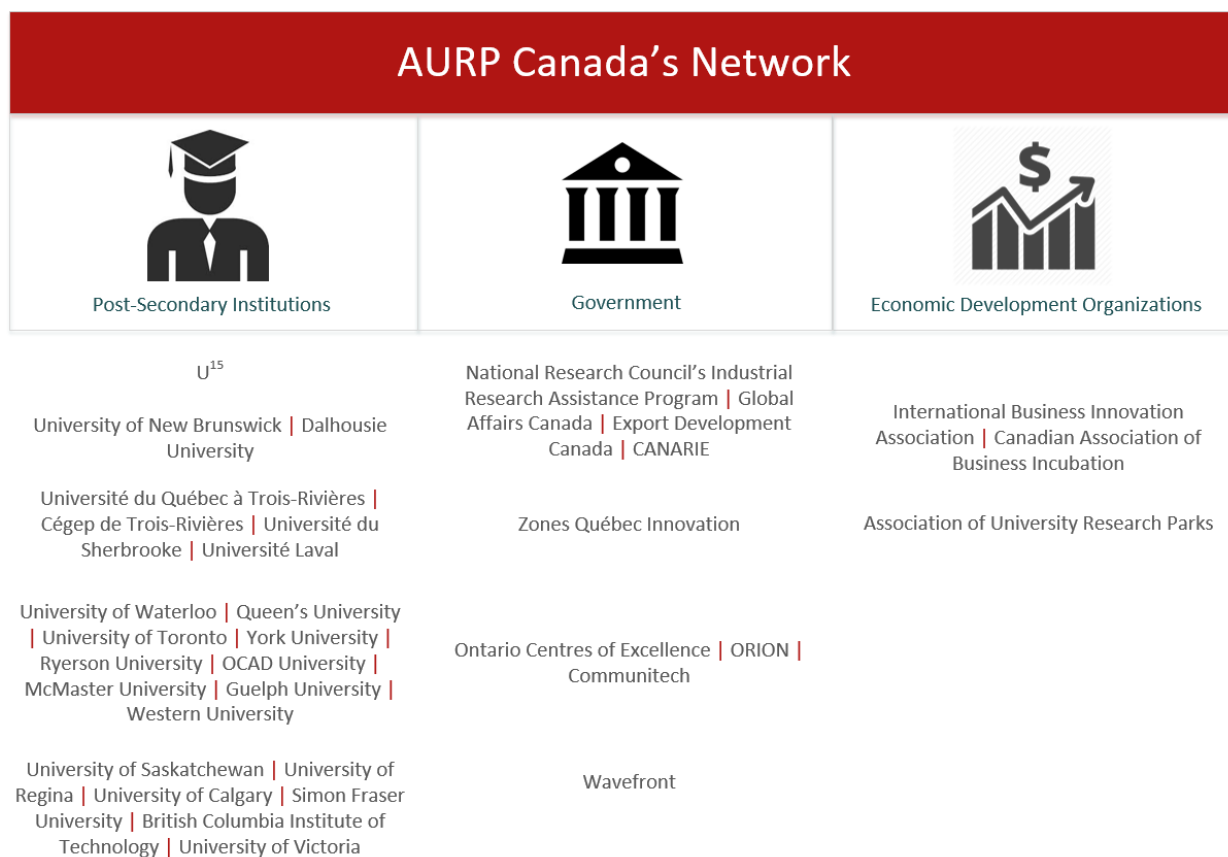 AURP Canada's Network
Post-Secondary Institutions
Government
Economic Development Organizations
U15
University of New Brunswick | Dalhousie
University
Université du Québec à Trois-Rivières |
Cégep de Trois-Rivières | Université du
Sherbrooke | Université Laval
University of Waterloo | Queen's University
| University of Toronto | York University |
Ryerson University | OCAD University |
McMaster University | Guelph University |
Western University
University of Saskatchewan | University of
Regina | University of Calgary | Simon Fraser
University | British Columbia Institute of
Technology | University of Victoria
National Research Council's Industrial
Research Assistance Program | Global
Affairs Canada | Export Development
Canada | CANARIE
Zones Québec Innovation
Ontario Centres of Excellence | ORION |
Communitech
Wavefront
International Business Innovation
Association | Canadian Association of
Business Incubation
Association of University Research Parks
$